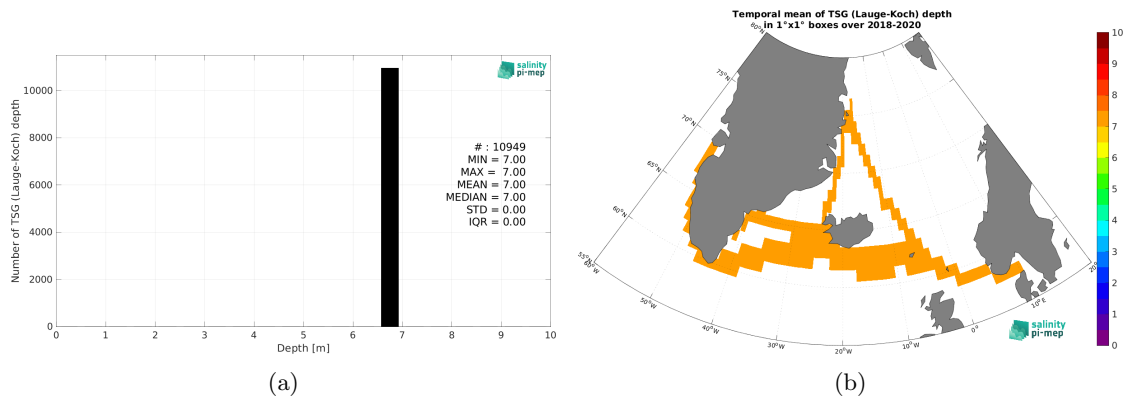 salinity
pi-mep
Number of TSG (Lauge-Koch) depth
10000
8000
6000
4000
2000
0
# : 10949
MIN = 7.00
MAX = 7.00
MEAN = 7.00
MEDIAN = 7.00
STD = 0.00
IQR = 0.00
0 1 2 3 4 5 6 7 8 9 10
Depth [m]
(a)
Temporal mean of TSG (Lauge-Koch) depth
in 1°x1° boxes over 2018-2020
80°N
75°N
70°N
65°N
60°N
55°N
60°W
50°W
40°W
30°W
20°W
10°W
0°
10°E
10
9
8
7
6
5
4
3
2
1
0
salinity
pi-mep
(b)